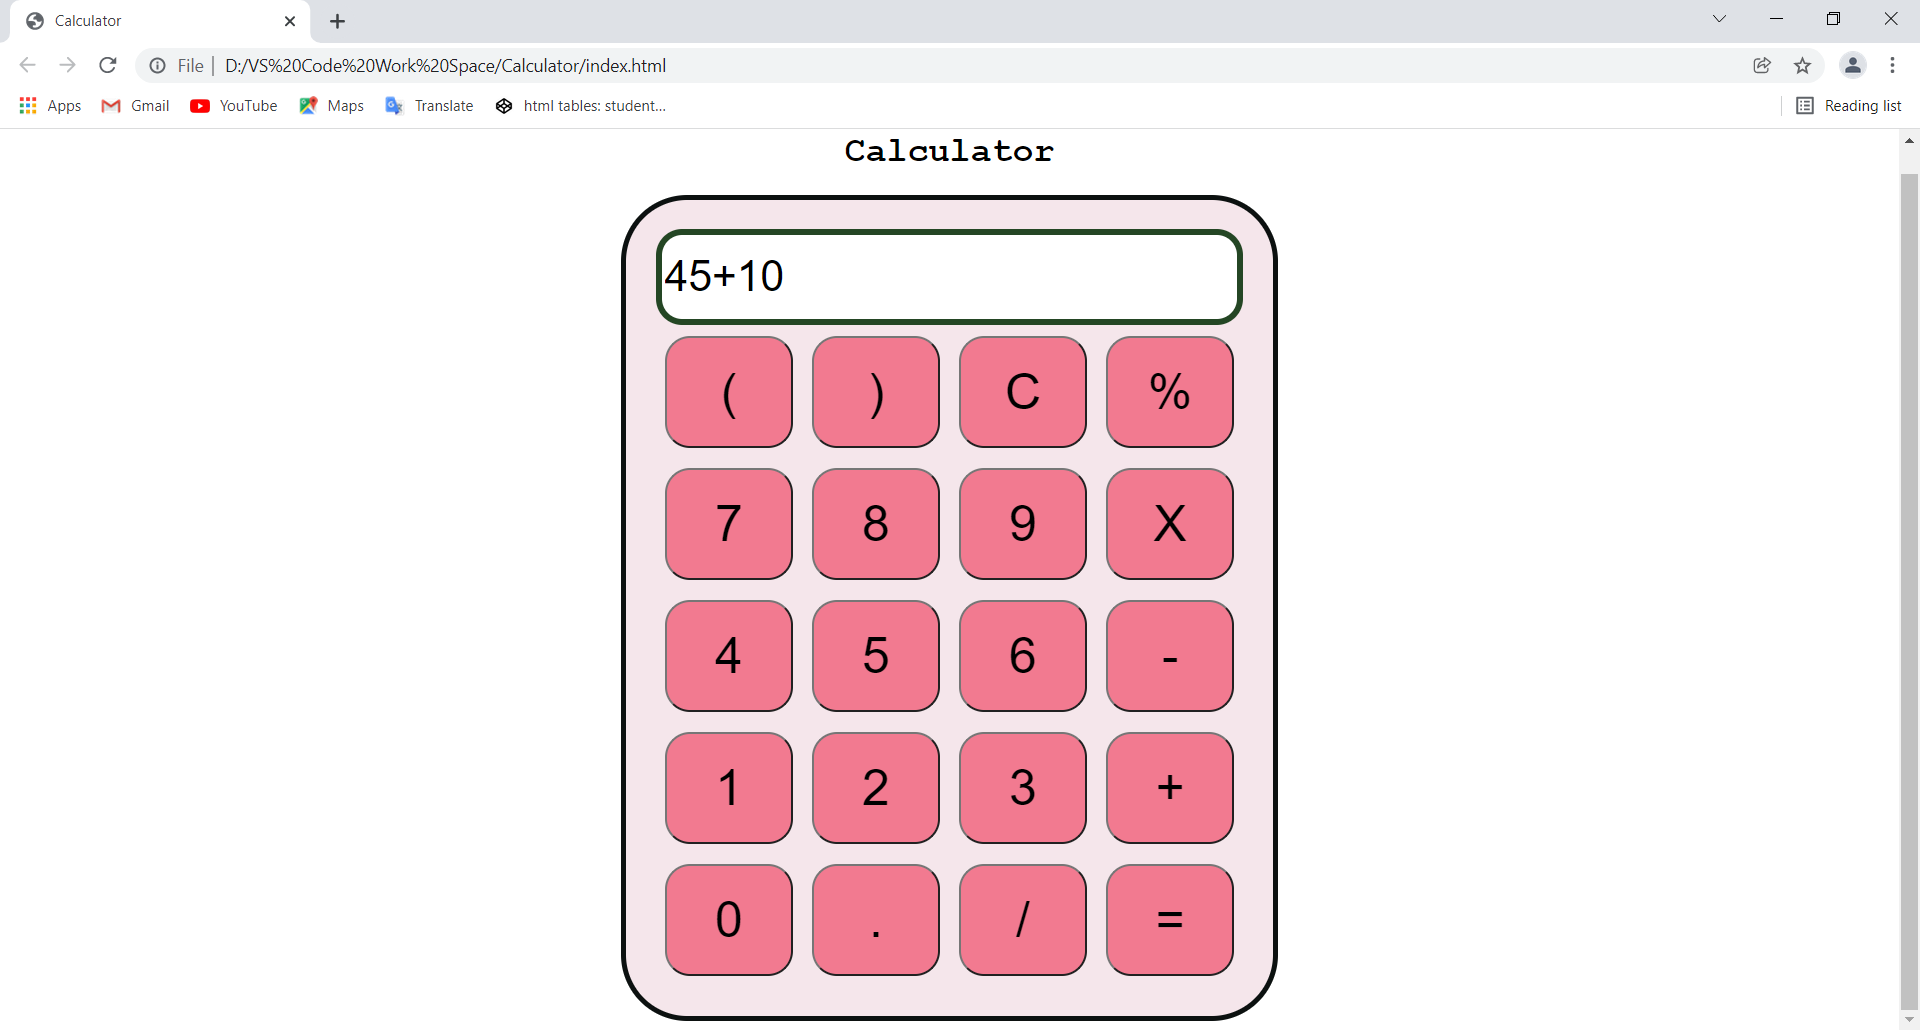 Calculator
File | D:/VS%20Code%20Work%20Space/Calculator/index.html
Apps Gmail YouTube Maps Translate html tables: student... Reading list
Calculator
45+10
( ) C %
7 8 9 X
4 5 6 -
1 2 3 +
0 . / =